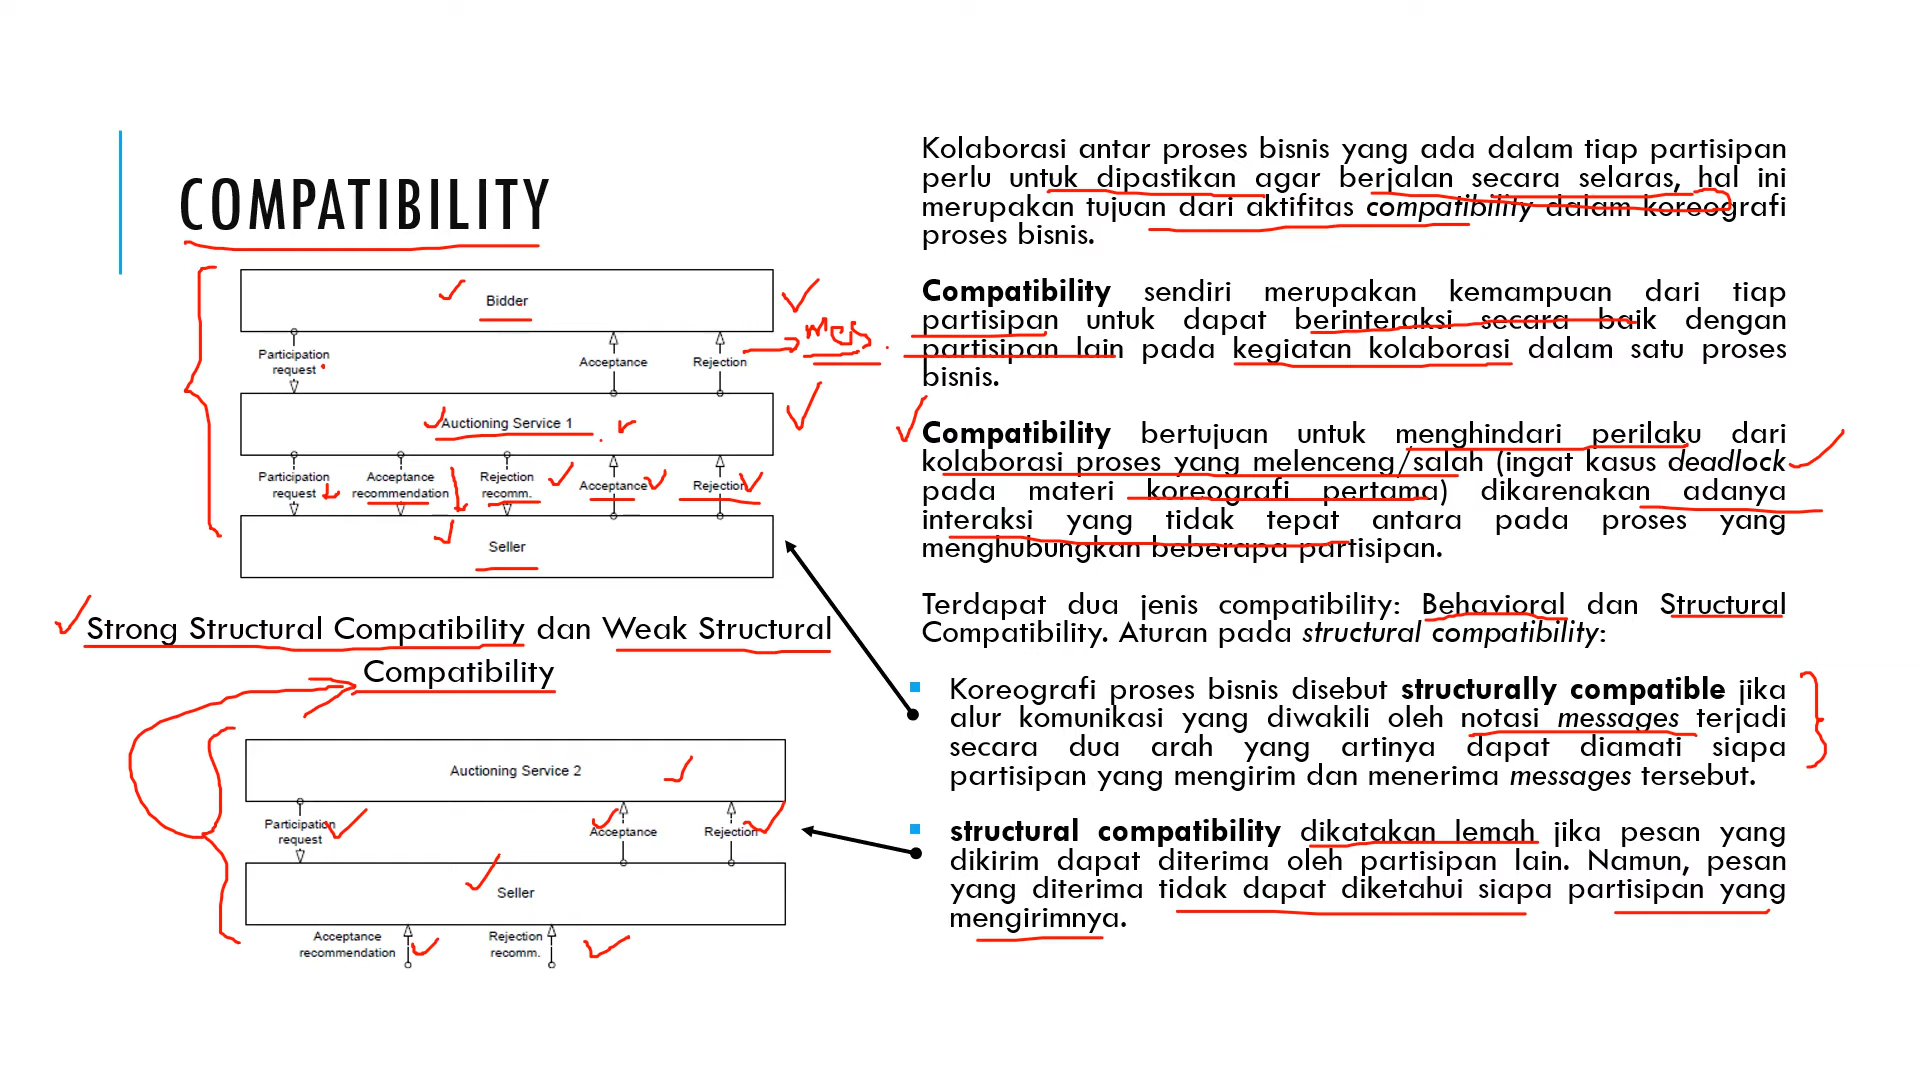 COMPATIBILITY
Bidder
Participation
request
Acceptance
Rejection
mes.
Auctioning Service 1
Participation
request
Acceptance
recommendation
Rejection
recomm.
Acceptance
Rejection
Seller
Strong Structural Compatibility dan Weak Structural
Compatibility
Auctioning Service 2
Participation
request
Acceptance
Rejection
Seller
Acceptance
recommendation
Rejection
recomm.
Kolaborasi antar proses bisnis yang ada dalam tiap partisipan
perlu untuk dipastikan agar berjalan secara selaras, hal ini
merupakan tujuan dari aktifitas compatibility dalam koreografi
proses bisnis.
Compatibility sendiri merupakan kemampuan dari tiap
partisipan untuk dapat berinteraksi secara baik dengan
partisipan lain pada kegiatan kolaborasi dalam satu proses
bisnis.
Compatibility bertujuan untuk menghindari perilaku dari
kolaborasi proses yang melenceng/salah (ingat kasus deadlock
pada materi koreografi pertama) dikarenakan adanya
interaksi yang tidak tepat antara pada proses yang
menghubungkan beberapa partisipan.
Terdapat dua jenis compatibility: Behavioral dan Structural
Compatibility. Aturan pada structural compatibility:
Koreografi proses bisnis disebut structurally compatible jika
alur komunikasi yang diwakili oleh notasi messages terjadi
secara dua arah yang artinya dapat diamati siapa
partisipan yang mengirim dan menerima messages tersebut.
structural compatibility dikatakan lemah jika pesan yang
dikirim dapat diterima oleh partisipan lain. Namun, pesan
yang diterima tidak dapat diketahui siapa partisipan yang
mengirimnya.